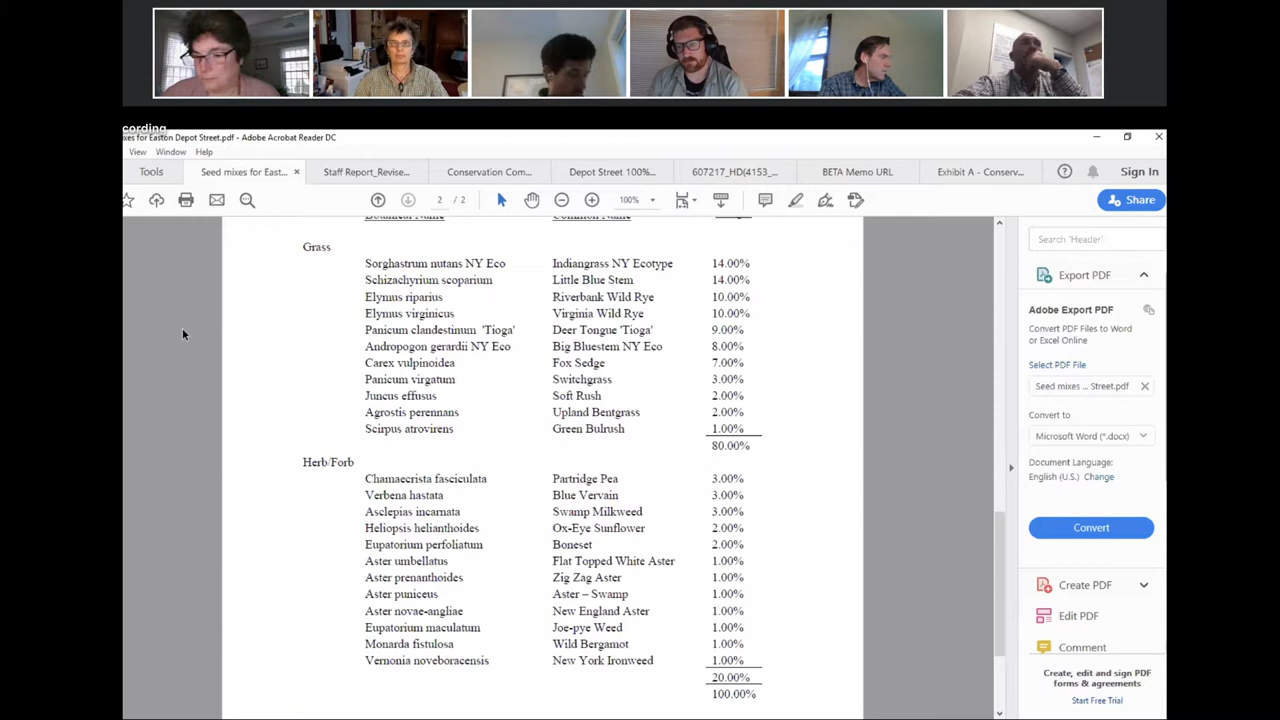 cording
xes for Easton Depot Street.pdf - Adobe Acrobat Reader DC
View Window Help
Tools Seed mixes for East... × Staff Report_Revise... Conservation Com... Depot Street 100%... 607217_HD(4153_... BETA Memo URL Exhibit A - Conserv... Sign In
2 / 2 100% Share
Botanical Name Common Name
Grass
Sorghastrum nutans NY Eco Indiangrass NY Ecotype 14.00%
Schizachyrium scoparium Little Blue Stem 14.00%
Elymus riparius Riverbank Wild Rye 10.00%
Elymus virginicus Virginia Wild Rye 10.00%
Panicum clandestinum 'Tioga' Deer Tongue 'Tioga' 9.00%
Andropogon gerardii NY Eco Big Bluestem NY Eco 8.00%
Carex vulpinoidea Fox Sedge 7.00%
Panicum virgatum Switchgrass 3.00%
Juncus effusus Soft Rush 2.00%
Agrostis perennans Upland Bentgrass 2.00%
Scirpus atrovirens Green Bulrush 1.00%
80.00%
Herb/Forb
Chamaecrista fasciculata Partridge Pea 3.00%
Verbena hastata Blue Vervain 3.00%
Asclepias incarnata Swamp Milkweed 3.00%
Heliopsis helianthoides Ox-Eye Sunflower 2.00%
Eupatorium perfoliatum Boneset 2.00%
Aster umbellatus Flat Topped White Aster 1.00%
Aster prenanthoides Zig Zag Aster 1.00%
Aster puniceus Aster – Swamp 1.00%
Aster novae-angliae New England Aster 1.00%
Eupatorium maculatum Joe-pye Weed 1.00%
Monarda fistulosa Wild Bergamot 1.00%
Vernonia noveboracensis New York Ironweed 1.00%
20.00%
100.00%
Search 'Header'
Export PDF
Adobe Export PDF
Convert PDF Files to Word
or Excel Online
Select PDF File
Seed mixes ... Street.pdf ×
Convert to
Microsoft Word (*.docx)
Document Language:
English (U.S.) Change
Convert
Create PDF
Edit PDF
Comment
Create, edit and sign PDF
forms & agreements
Start Free Trial